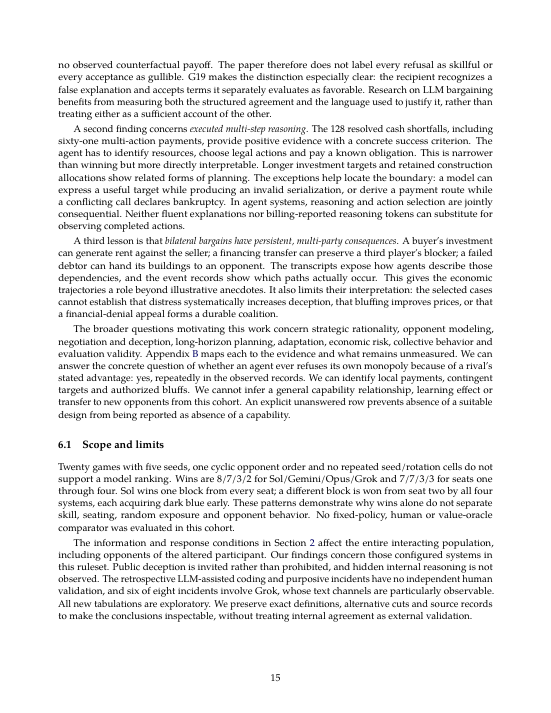 no observed counterfactual payoff. The paper therefore does not label every refusal as skillful or
every acceptance as gullible. G19 makes the distinction especially clear: the recipient recognizes a
false explanation and accepts terms it separately evaluates as favorable. Research on LLM bargaining
benefits from measuring both the structured agreement and the language used to justify it, rather than
treating either as a sufficient account of the other.
A second finding concerns executed multi-step reasoning. The 128 resolved cash shortfalls, including
sixty-one multi-action payments, provide positive evidence with a concrete success criterion. The
agent has to identify resources, choose legal actions and pay a known obligation. This is narrower
than winning but more directly interpretable. Longer investment targets and retained construction
allocations show related forms of planning. The exceptions help locate the boundary: a model can
express a useful target while producing an invalid serialization, or derive a payment route while
a conflicting call declares bankruptcy. In agent systems, reasoning and action selection are jointly
consequential. Neither fluent explanations nor billing-reported reasoning tokens can substitute for
observing completed actions.
A third lesson is that bilateral bargains have persistent, multi-party consequences. A buyer's investment
can generate rent against the seller; a financing transfer can preserve a third player's blocker; a failed
debtor can hand its buildings to an opponent. The transcripts expose how agents describe those
dependencies, and the event records show which paths actually occur. This gives the economic
trajectories a role beyond illustrative anecdotes. It also limits their interpretation: the selected cases
cannot establish that distress systematically increases deception, that bluffing improves prices, or that
a financial-denial appeal forms a durable coalition.
The broader questions motivating this work concern strategic rationality, opponent modeling,
negotiation and deception, long-horizon planning, adaptation, economic risk, collective behavior and
evaluation validity. Appendix B maps each to the evidence and what remains unmeasured. We can
answer the concrete question of whether an agent ever refuses its own monopoly because of a rival's
stated advantage: yes, repeatedly in the observed records. We can identify local payments, contingent
targets and authorized bluffs. We cannot infer a general capability relationship, learning effect or
transfer to new opponents from this cohort. An explicit unanswered row prevents absence of a suitable
design from being reported as absence of a capability.
6.1 Scope and limits
Twenty games with five seeds, one cyclic opponent order and no repeated seed/rotation cells do not
support a model ranking. Wins are 8/7/3/2 for Sol/Gemini/Opus/Grok and 7/7/3/3 for seats one
through four. Sol wins one block from every seat; a different block is won from seat two by all four
systems, each acquiring dark blue early. These patterns demonstrate why wins alone do not separate
skill, seating, random exposure and opponent behavior. No fixed-policy, human or value-oracle
comparator was evaluated in this cohort.
The information and response conditions in Section 2 affect the entire interacting population,
including opponents of the altered participant. Our findings concern those configured systems in
this ruleset. Public deception is invited rather than prohibited, and hidden internal reasoning is not
observed. The retrospective LLM-assisted coding and purposive incidents have no independent human
validation, and six of eight incidents involve Grok, whose text channels are particularly observable.
All new tabulations are exploratory. We preserve exact definitions, alternative cuts and source records
to make the conclusions inspectable, without treating internal agreement as external validation.
15